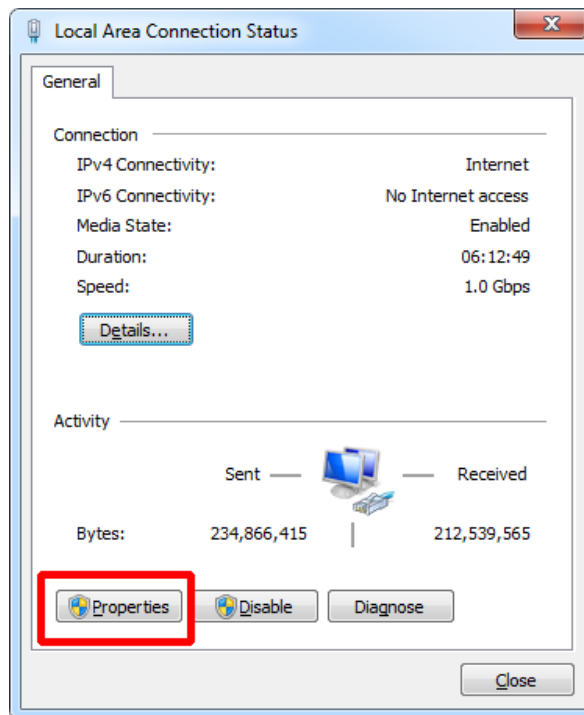 Local Area Connection Status
General
Connection
IPv4 Connectivity: Internet
IPv6 Connectivity: No Internet access
Media State: Enabled
Duration: 06:12:49
Speed: 1.0 Gbps
Details...
Activity
Sent Received
Bytes: 234,866,415 212,539,565
Properties Disable Diagnose
Close